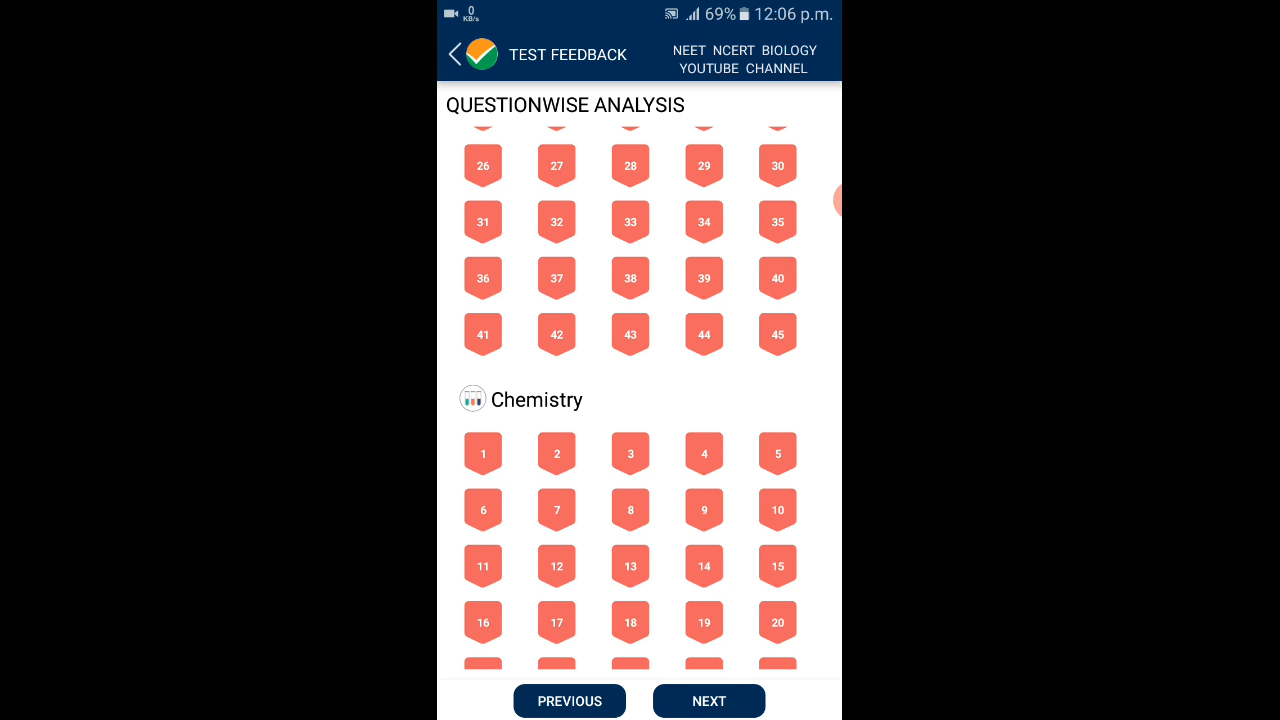 0
KB/s
69% 12:06 p.m.
TEST FEEDBACK
NEET NCERT BIOLOGY
YOUTUBE CHANNEL
QUESTIONWISE ANALYSIS
26 27 28 29 30
31 32 33 34 35
36 37 38 39 40
41 42 43 44 45
Chemistry
1 2 3 4 5
6 7 8 9 10
11 12 13 14 15
16 17 18 19 20
PREVIOUS NEXT